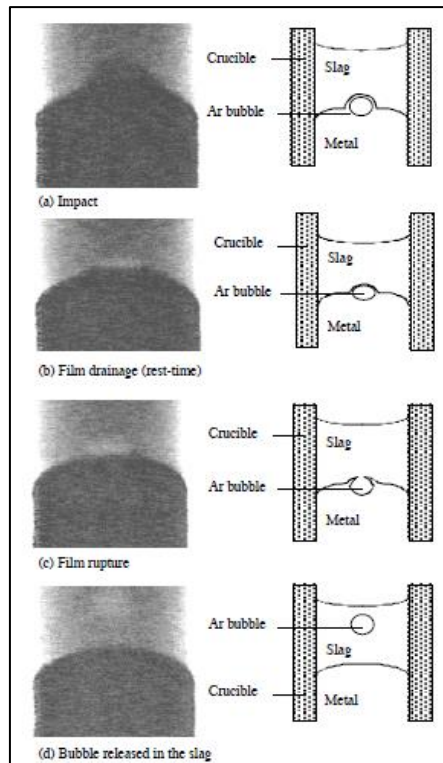 Crucible
Slag
Ar bubble
Metal
(a) Impact
Crucible
Slag
Ar bubble
Metal
(b) Film drainage (rest-time)
Crucible
Slag
Ar bubble
Metal
(c) Film rupture
Ar bubble
Slag
Crucible
Metal
(d) Bubble released in the slag